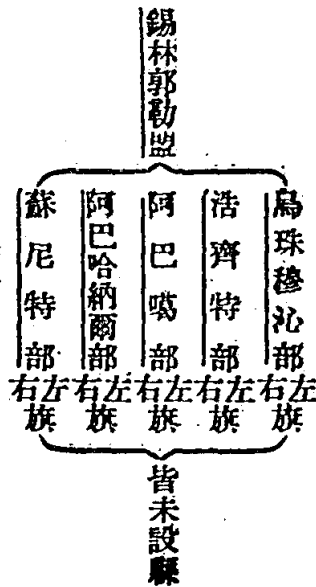 錫林郭勒盟
烏珠穆沁部左右旗
浩齊特部左右旗
阿巴噶部左右旗
阿巴哈納爾部左右旗
蘇尼特部左右旗
皆未設縣